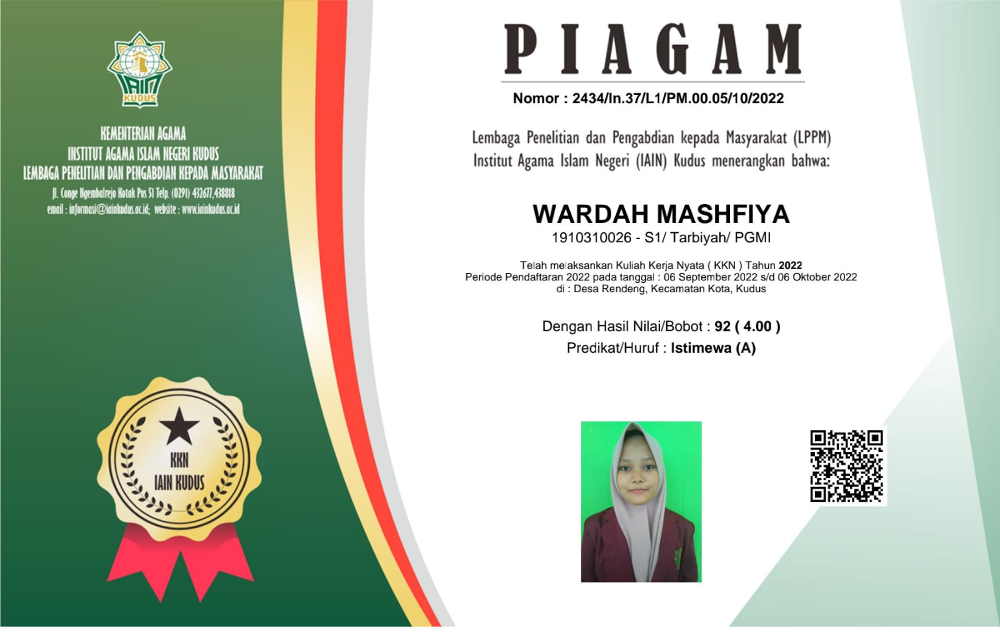 IAIN
KUDUS
KEMENTERIAN AGAMA
INSTITUT AGAMA ISLAM NEGERI KUDUS
LEMBAGA PENELITIAN DAN PENGABDIAN KEPADA MASYARAKAT
Jl. Conge Ngembalrejo Kotak Pos 51 Telp. (0291) 432677,438818
email : informasi@iainkudus.ac.id; website : www.iainkudus.ac.id
KKN
IAIN KUDUS
PIAGAM
Nomor : 2434/In.37/L1/PM.00.05/10/2022
Lembaga Penelitian dan Pengabdian kepada Masyarakat (LPPM)
Institut Agama Islam Negeri (IAIN) Kudus menerangkan bahwa:
WARDAH MASHFIYA
1910310026 - S1/ Tarbiyah/ PGMI
Telah melaksankan Kuliah Kerja Nyata ( KKN ) Tahun 2022
Periode Pendaftaran 2022 pada tanggal : 06 September 2022 s/d 06 Oktober 2022
di : Desa Rendeng, Kecamatan Kota, Kudus
Dengan Hasil Nilai/Bobot : 92 ( 4.00 )
Predikat/Huruf : Istimewa (A)